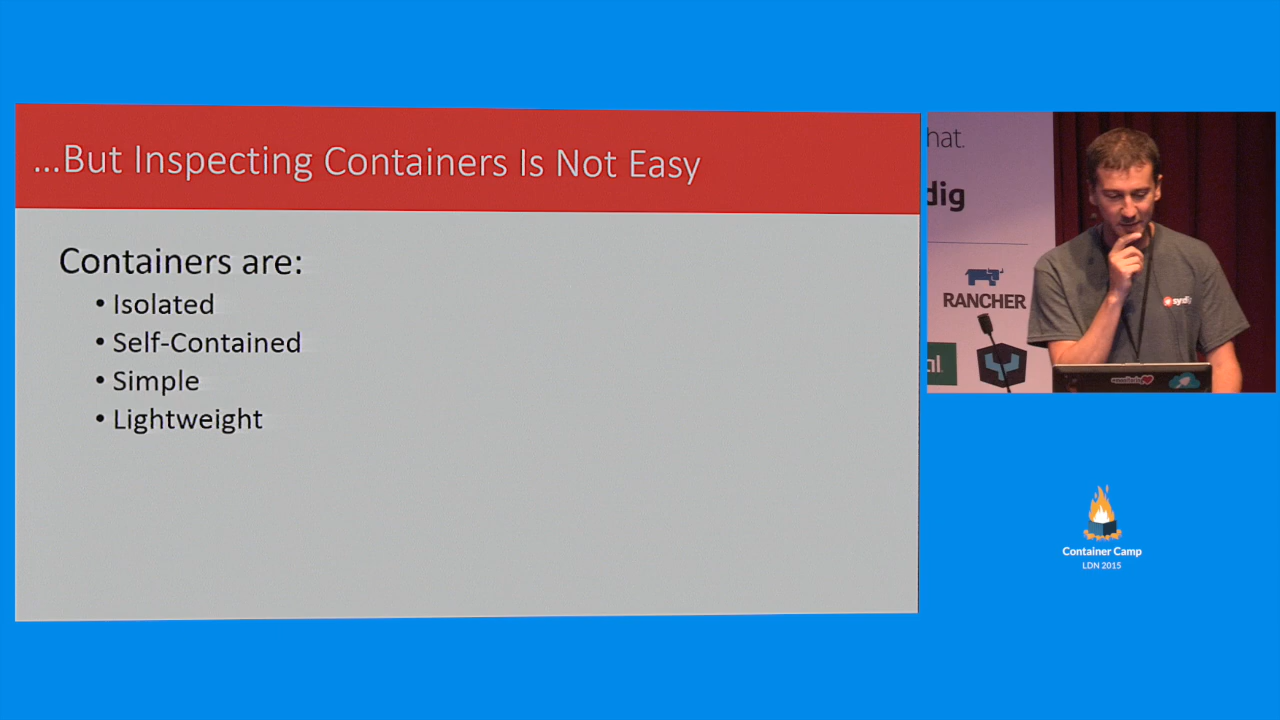 ...But Inspecting Containers Is Not Easy
Containers are:
• Isolated
• Self-Contained
• Simple
• Lightweight
hat.
dig
RANCHER
al.
sysd
Container Camp
LDN 2015